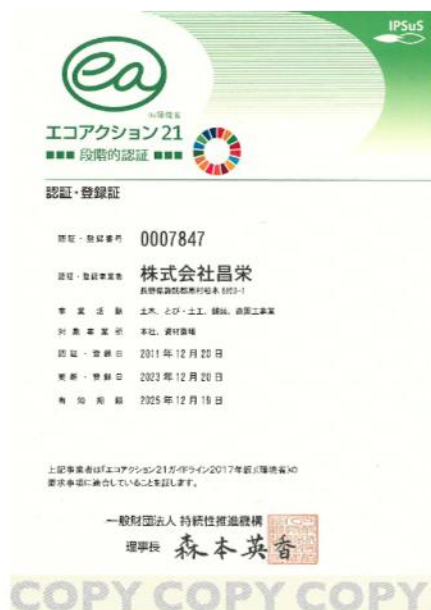 IPSuS
ea
エコアクション21
段階的認証
認証・登録証
認証・登録番号 0007847
認証・登録事業者 株式会社昌栄
事業活動 土木、とび・土工、舗装、造園工事業
対象事業所 本社、資材置場
認証・登録日 2011年12月20日
更新・登録日 2023年12月20日
有効期限 2025年12月19日
上記事業者は「エコアクション21ガイドライン2017年版」(環境省)の
要求事項に適合していることを証します。
一般財団法人 持続性推進機構
理事長 森本英香
COPY COPY COPY